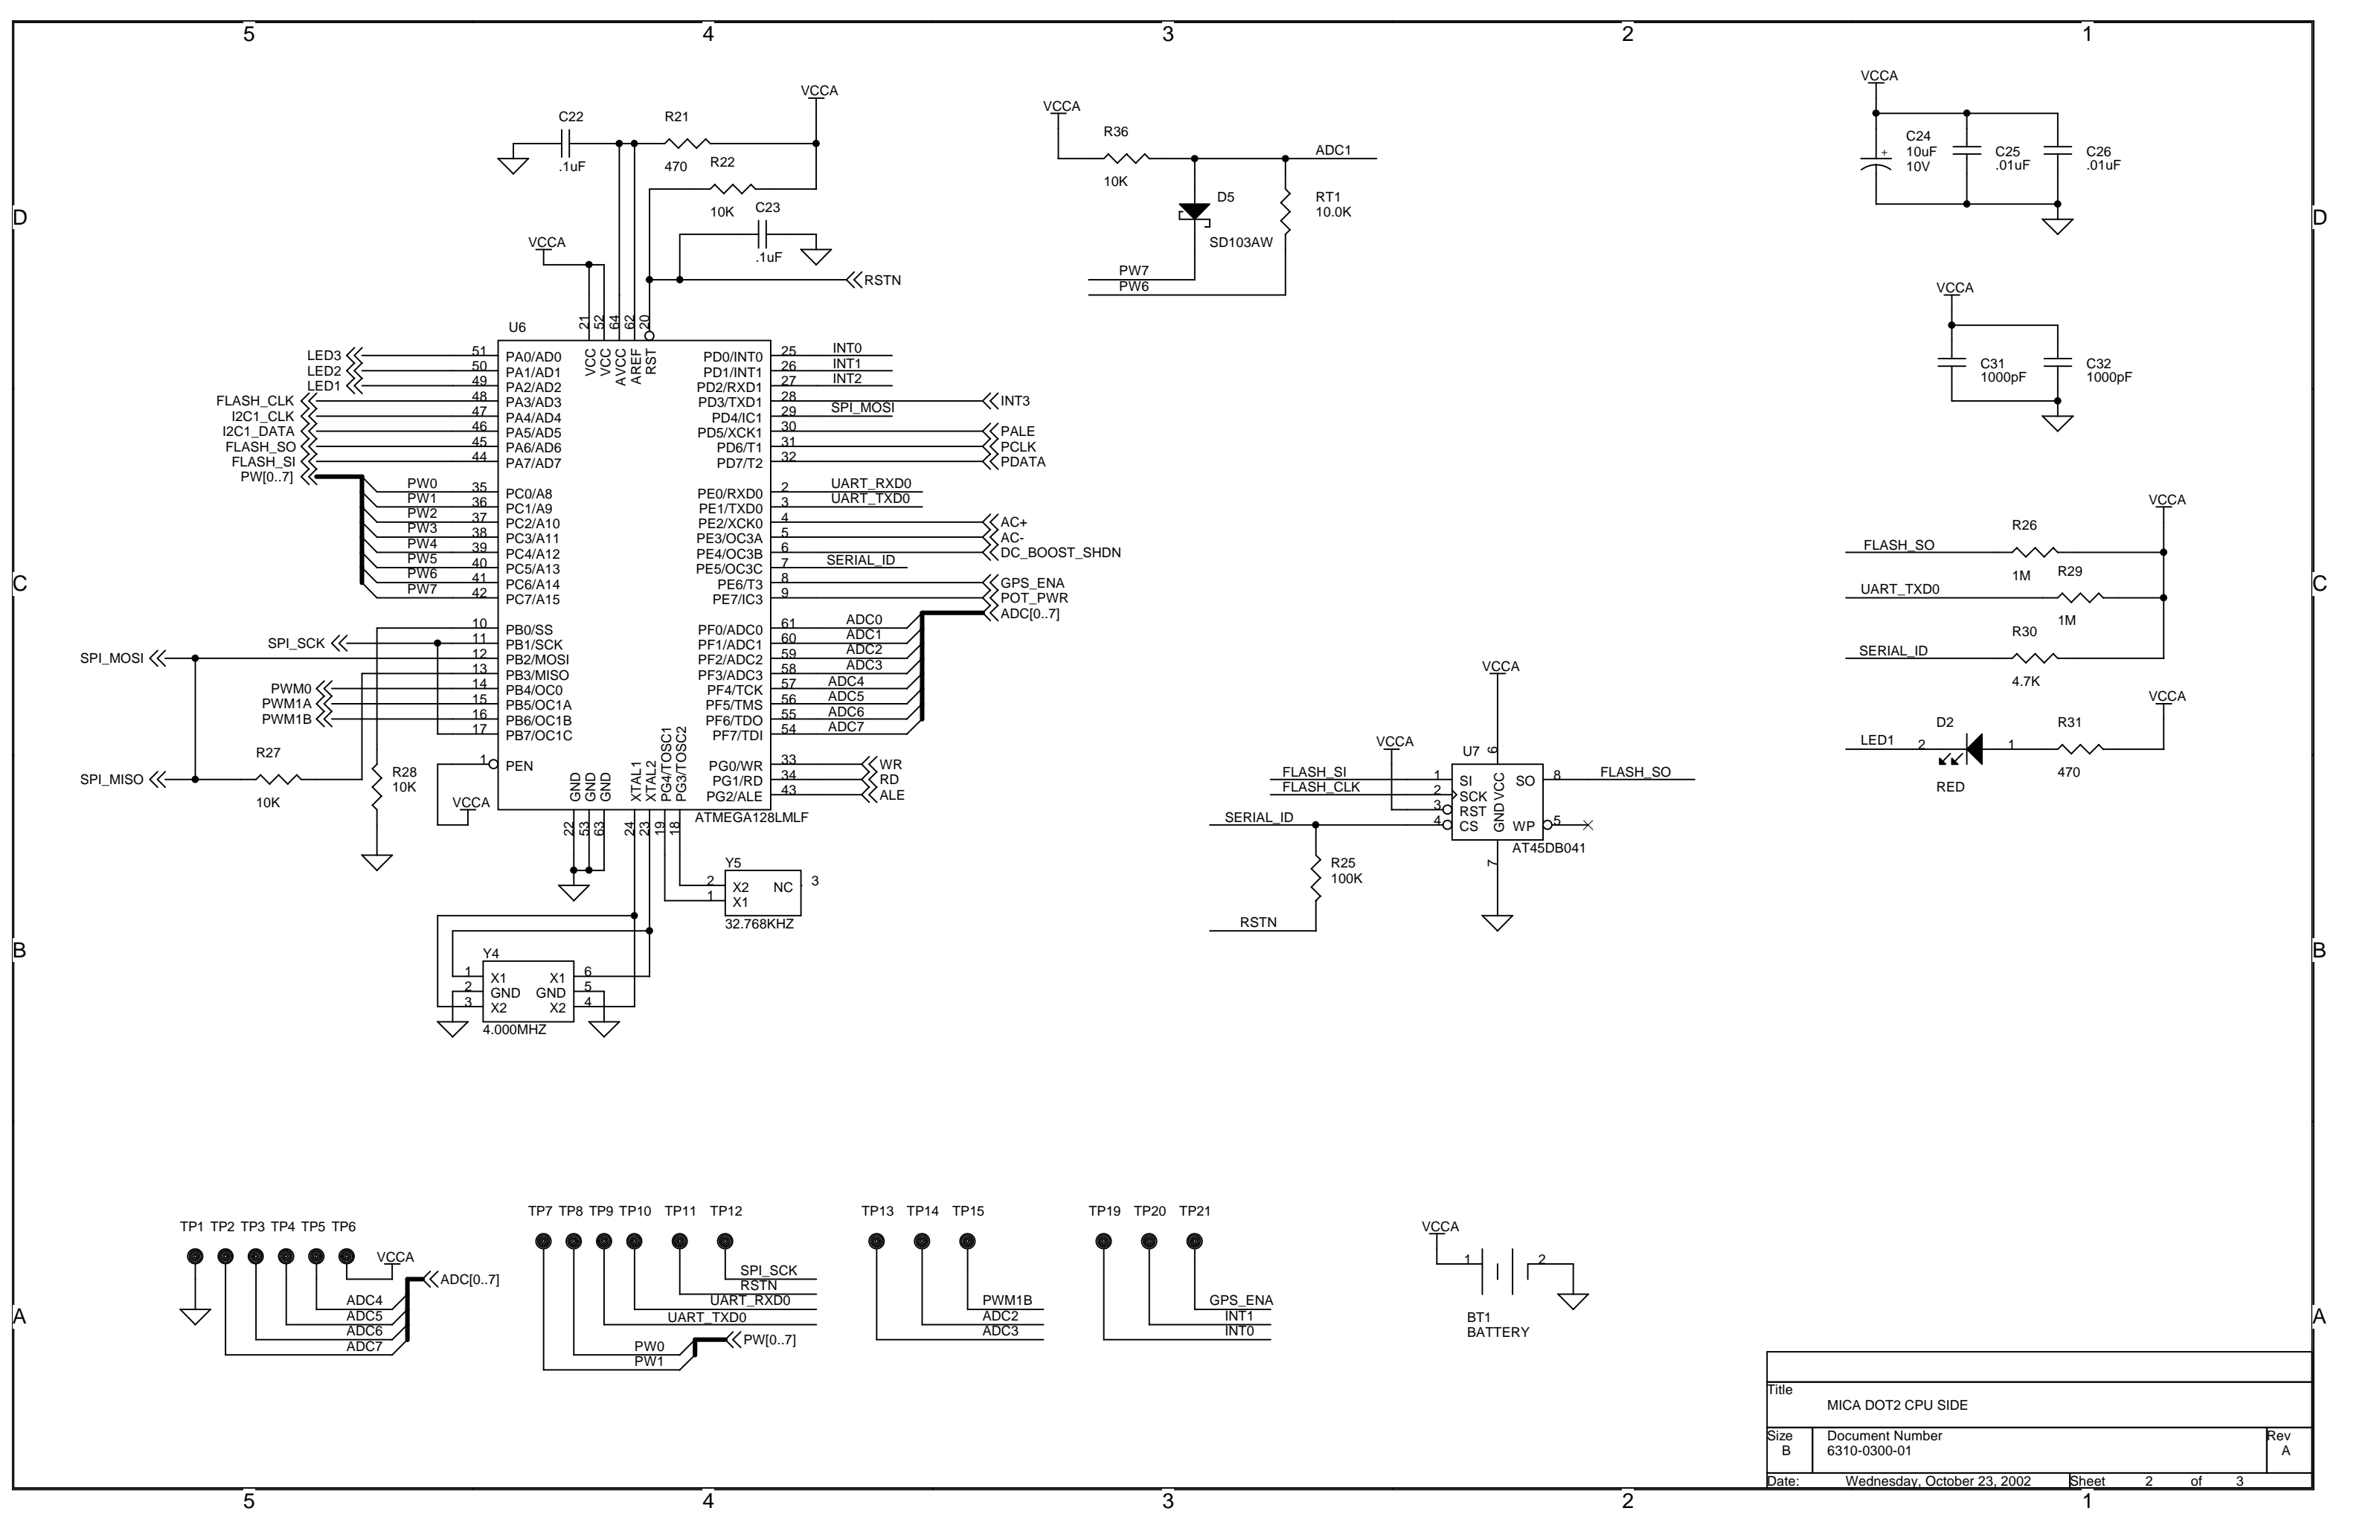 5 4 3 2 1
D
C
B
A
D
C
B
A
5 4 3 2 1
VCCA
C22
.1uF
R21
470
R22
10K
C23
.1uF
VCCA
RSTN
U6
21 52 64 62 20
VCC VCC AVCC AREF RST
LED3 51 PA0/AD0
LED2 50 PA1/AD1
LED1 49 PA2/AD2
FLASH_CLK 48 PA3/AD3
I2C1_CLK 47 PA4/AD4
I2C1_DATA 46 PA5/AD5
FLASH_SO 45 PA6/AD6
FLASH_SI 44 PA7/AD7
PW[0..7]
PW0 35 PC0/A8
PW1 36 PC1/A9
PW2 37 PC2/A10
PW3 38 PC3/A11
PW4 39 PC4/A12
PW5 40 PC5/A13
PW6 41 PC6/A14
PW7 42 PC7/A15
10 PB0/SS
SPI_SCK 11 PB1/SCK
SPI_MOSI 12 PB2/MOSI
13 PB3/MISO
PWM0 14 PB4/OC0
PWM1A 15 PB5/OC1A
PWM1B 16 PB6/OC1B
17 PB7/OC1C
1 PEN
SPI_MISO
R27
10K
R28
10K
VCCA
PD0/INT0 25 INT0
PD1/INT1 26 INT1
PD2/RXD1 27 INT2
PD3/TXD1 28 INT3
PD4/IC1 29 SPI_MOSI
PD5/XCK1 30 PALE
PD6/T1 31 PCLK
PD7/T2 32 PDATA
PE0/RXD0 2 UART_RXD0
PE1/TXD0 3 UART_TXD0
PE2/XCK0 4 AC+
PE3/OC3A 5 AC-
PE4/OC3B 6 DC_BOOST_SHDN
PE5/OC3C 7 SERIAL_ID
PE6/T3 8 GPS_ENA
PE7/IC3 9 POT_PWR
ADC[0..7]
PF0/ADC0 61 ADC0
PF1/ADC1 60 ADC1
PF2/ADC2 59 ADC2
PF3/ADC3 58 ADC3
PF4/TCK 57 ADC4
PF5/TMS 56 ADC5
PF6/TDO 55 ADC6
PF7/TDI 54 ADC7
PG0/WR 33 WR
PG1/RD 34 RD
PG2/ALE 43 ALE
GND GND GND XTAL1 XTAL2 PG4/TOSC1 PG3/TOSC2
22 53 63 24 23 19 18
ATMEGA128LMLF
Y5
2 X2 NC 3
1 X1
32.768KHZ
Y4
1 X1 X1 6
2 GND GND 5
3 X2 X2 4
4.000MHZ
VCCA
R36
10K
ADC1
D5
SD103AW
RT1
10.0K
PW7
PW6
VCCA
C24
10uF
10V
+
C25
.01uF
C26
.01uF
VCCA
C31
1000pF
C32
1000pF
VCCA
FLASH_SO
R26
1M
UART_TXD0
R29
1M
SERIAL_ID
R30
4.7K
VCCA
LED1 2
D2
RED
1
R31
470
VCCA
VCCA
U7
6
FLASH_SI 1 SI
FLASH_CLK 2 SCK
3 RST
SERIAL_ID 4 CS
VCC
GND
SO 8 FLASH_SO
WP 5
7
AT45DB041
R25
100K
RSTN
TP1 TP2 TP3 TP4 TP5 TP6
VCCA
ADC[0..7]
ADC4
ADC5
ADC6
ADC7
TP7 TP8 TP9 TP10 TP11 TP12
SPI_SCK
RSTN
UART_RXD0
UART_TXD0
PW0
PW1
PW[0..7]
TP13 TP14 TP15
PWM1B
ADC2
ADC3
TP19 TP20 TP21
GPS_ENA
INT1
INT0
VCCA
1 2
BT1
BATTERY
Title
MICA DOT2 CPU SIDE
Size Document Number Rev
B 6310-0300-01 A
Date: Wednesday, October 23, 2002 Sheet 2 of 3